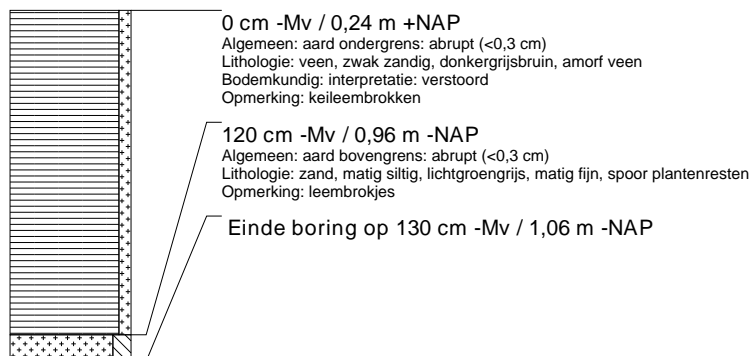 0 cm -Mv / 0,24 m +NAP
Algemeen: aard ondergrens: abrupt (<0,3 cm)
Lithologie: veen, zwak zandig, donkergrijsbruin, amorf veen
Bodemkundig: interpretatie: verstoord
Opmerking: keileembrokken
120 cm -Mv / 0,96 m -NAP
Algemeen: aard bovengrens: abrupt (<0,3 cm)
Lithologie: zand, matig siltig, lichtgroengrijs, matig fijn, spoor plantenresten
Opmerking: leembrokjes
Einde boring op 130 cm -Mv / 1,06 m -NAP